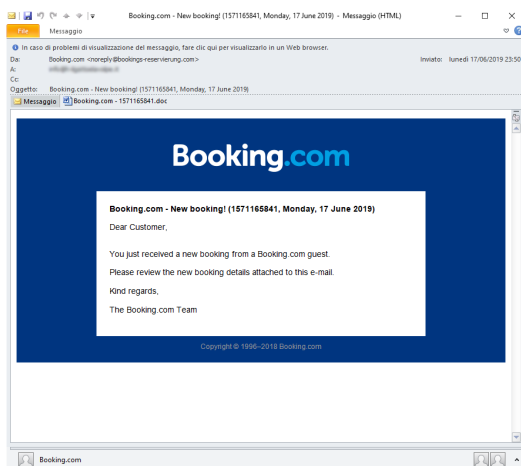 Booking.com - New booking! (1571165841, Monday, 17 June 2019) - Messaggio (HTML)
File Messaggio
In caso di problemi di visualizzazione del messaggio, fare clic qui per visualizzarlo in un Web browser.
Da: Booking.com <noreply@bookings-reservierung.com> Inviato: lunedì 17/06/2019 23:50
A:
Cc:
Oggetto: Booking.com - New booking! (1571165841, Monday, 17 June 2019)
Messaggio Booking.com - 1571165841.doc
Booking.com
Booking.com - New booking! (1571165841, Monday, 17 June 2019)
Dear Customer,
You just received a new booking from a Booking.com guest.
Please review the new booking details attached to this e-mail.
Kind regards,
The Booking.com Team
Copyright © 1996–2018 Booking.com
Booking.com